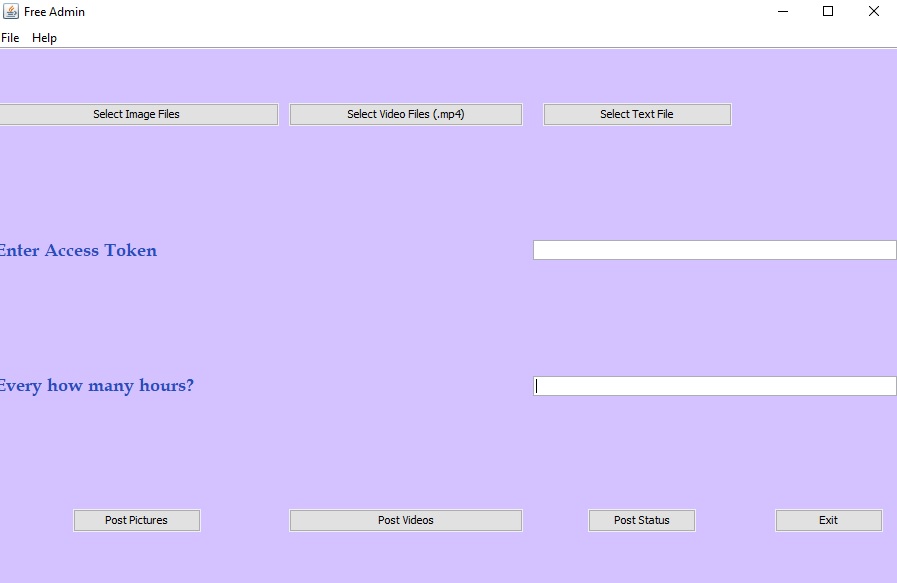 Free Admin
File Help
Select Image Files Select Video Files (.mp4) Select Text File
Enter Access Token
Every how many hours?
Post Pictures Post Videos Post Status Exit